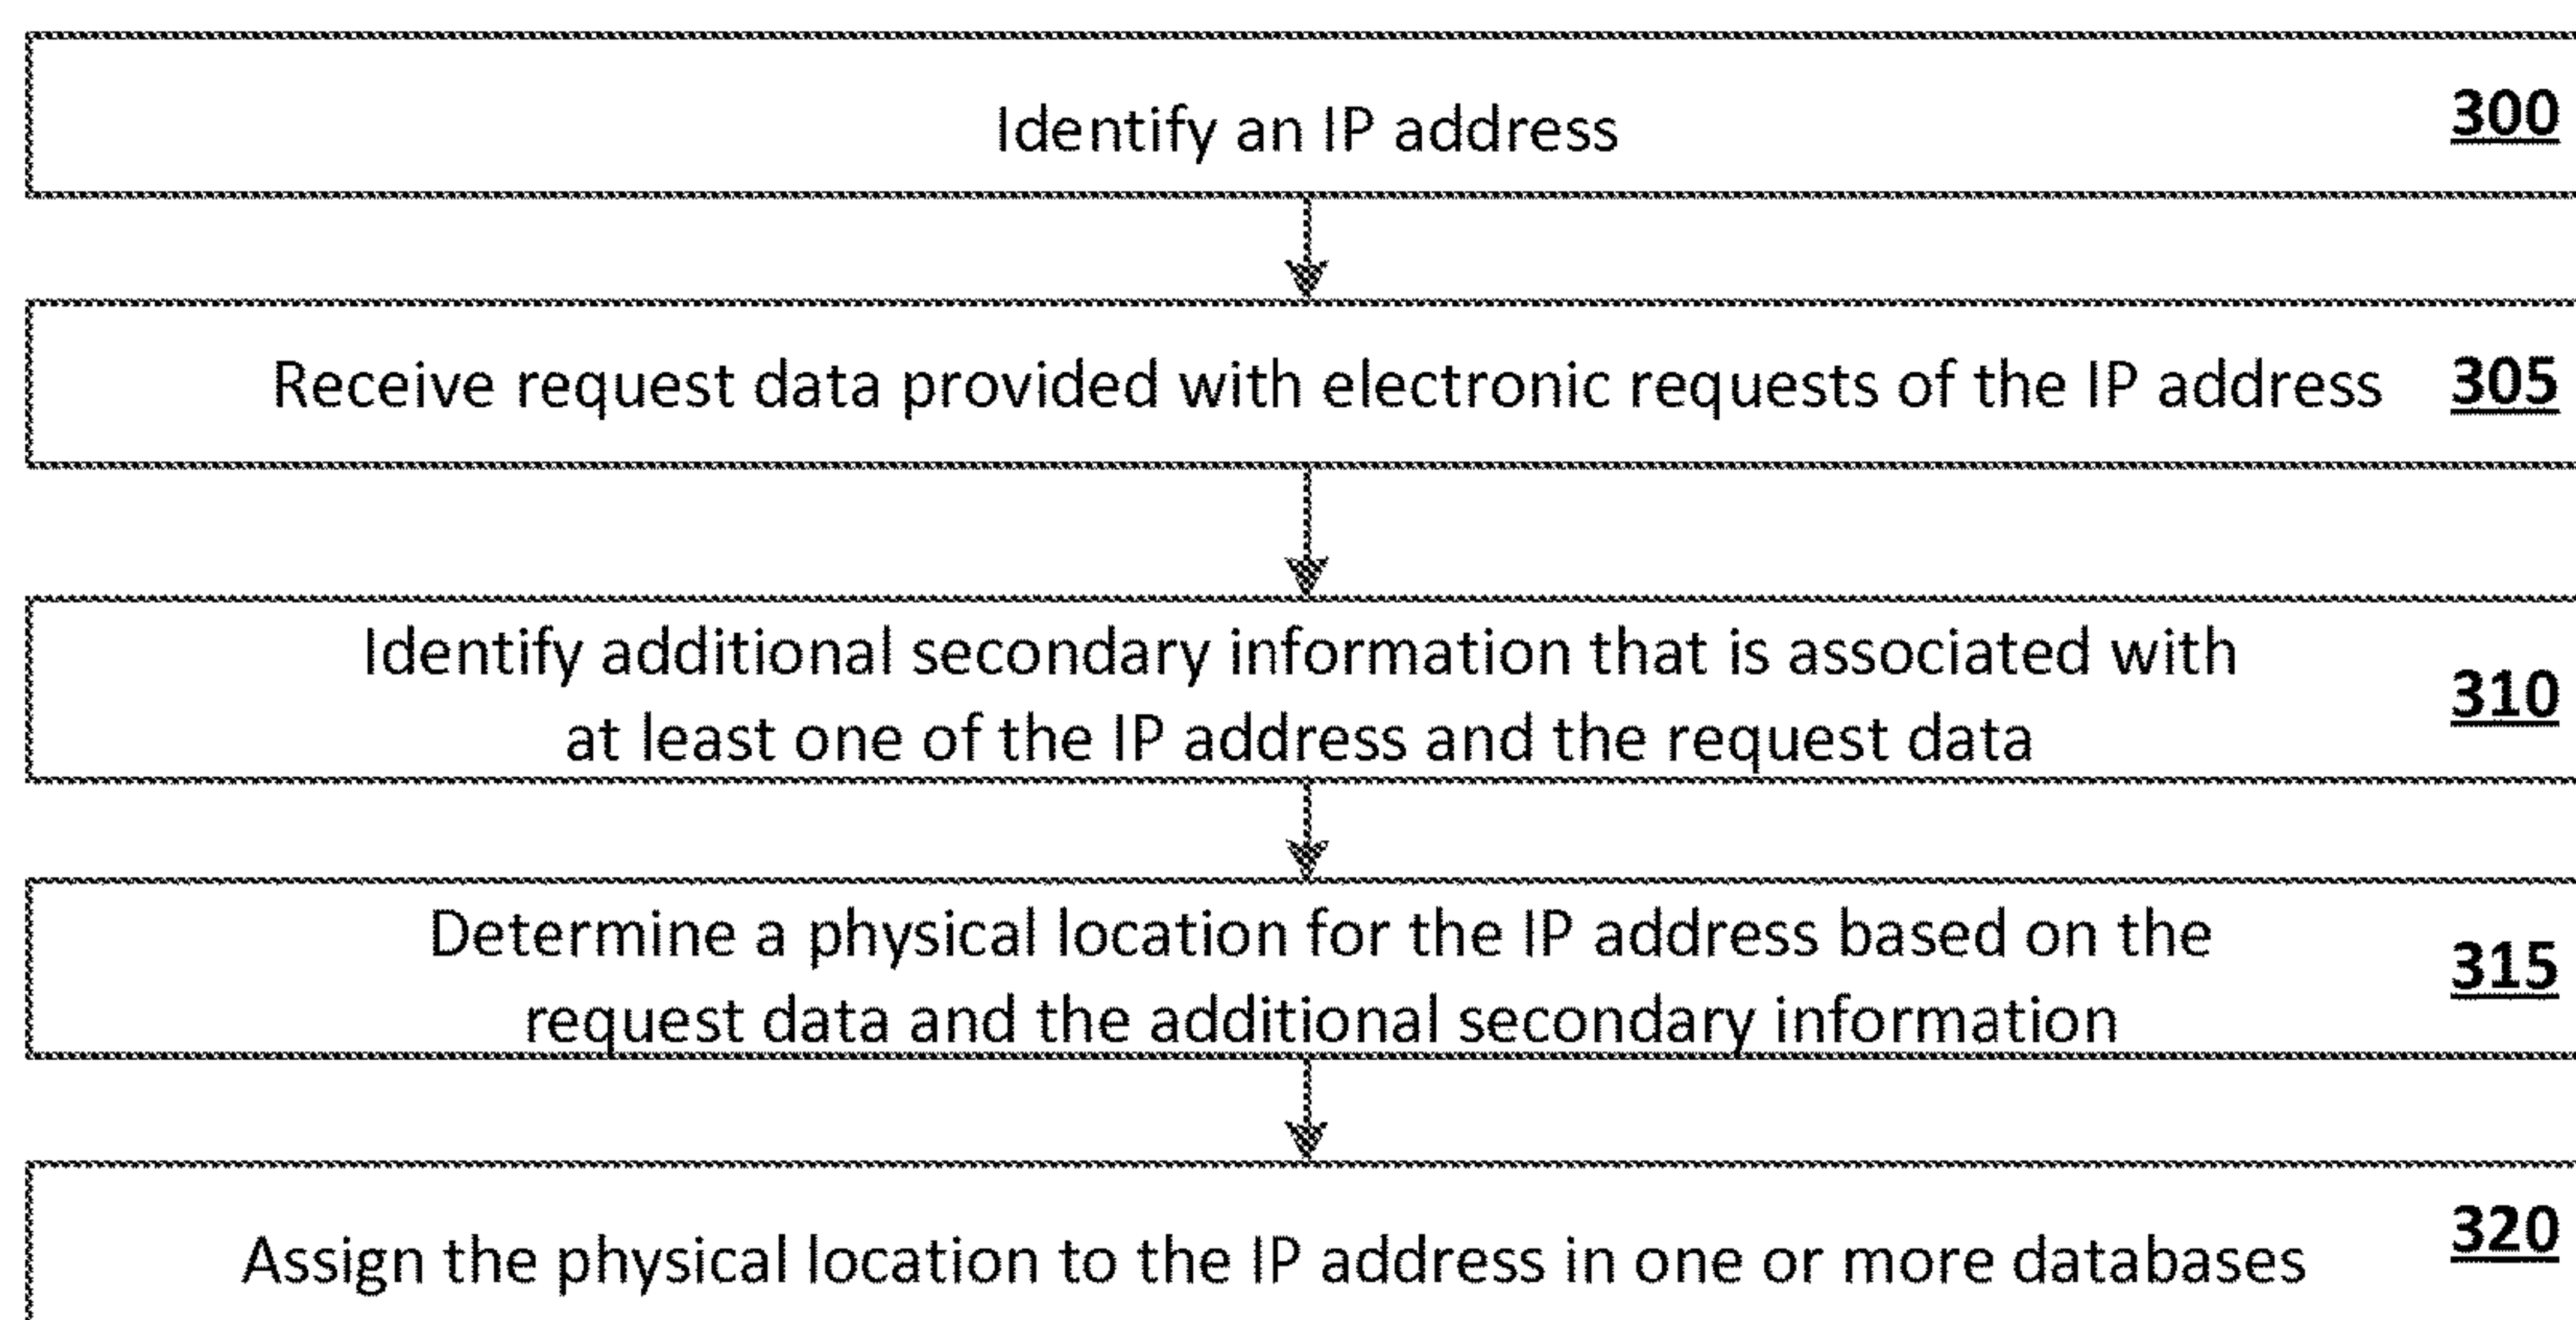 Identify an IP address 300
Receive request data provided with electronic requests of the IP address 305
Identify additional secondary information that is associated with
at least one of the IP address and the request data 310
Determine a physical location for the IP address based on the
request data and the additional secondary information 315
Assign the physical location to the IP address in one or more databases 320